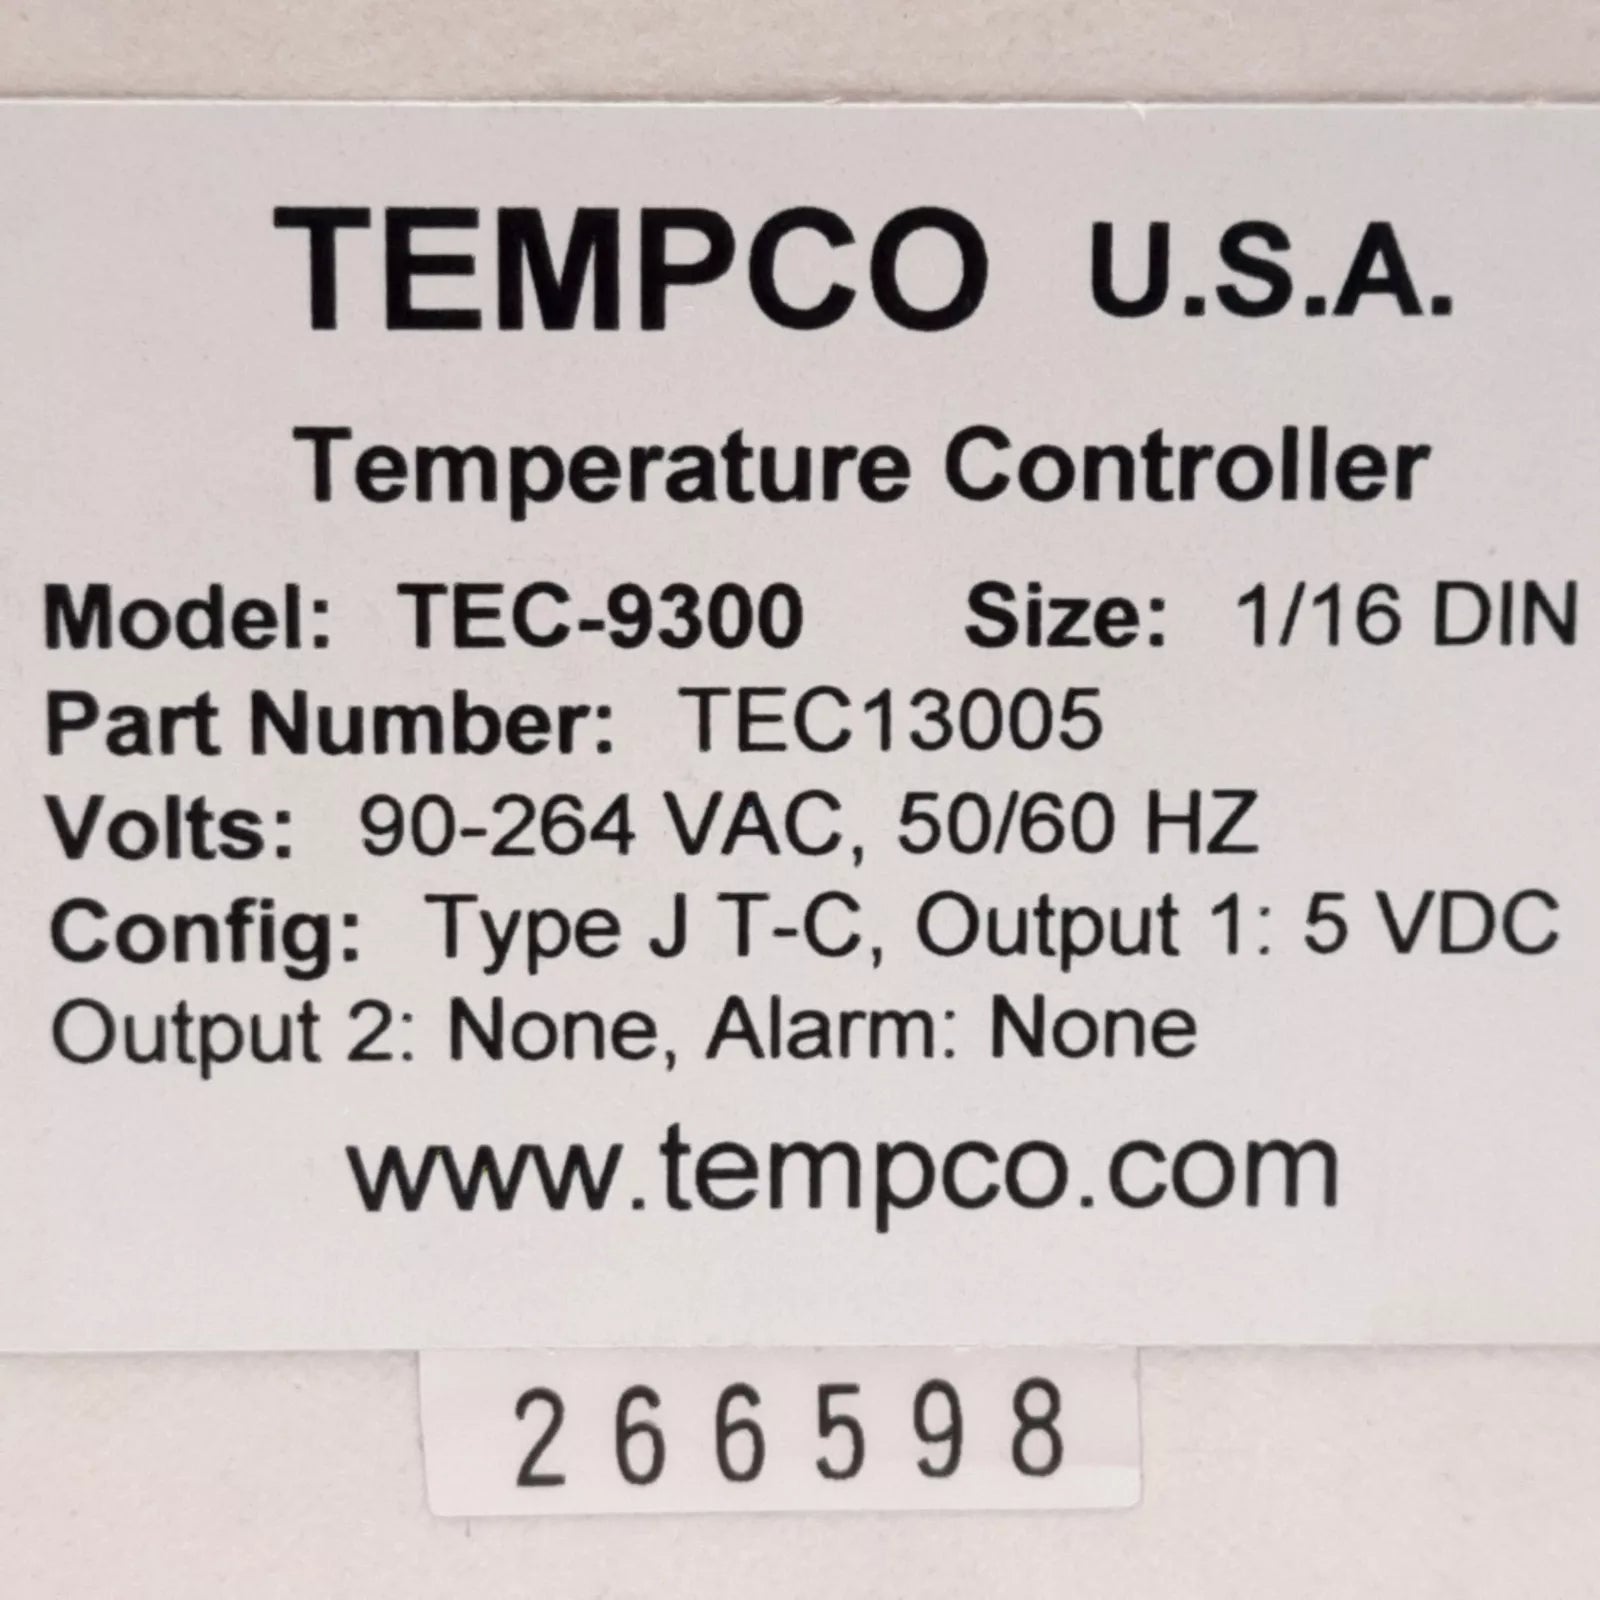 TEMPCO U.S.A.
Temperature Controller
Model: TEC-9300 Size: 1/16 DIN
Part Number: TEC13005
Volts: 90-264 VAC, 50/60 HZ
Config: Type J T-C, Output 1: 5 VDC
Output 2: None, Alarm: None
www.tempco.com
266598